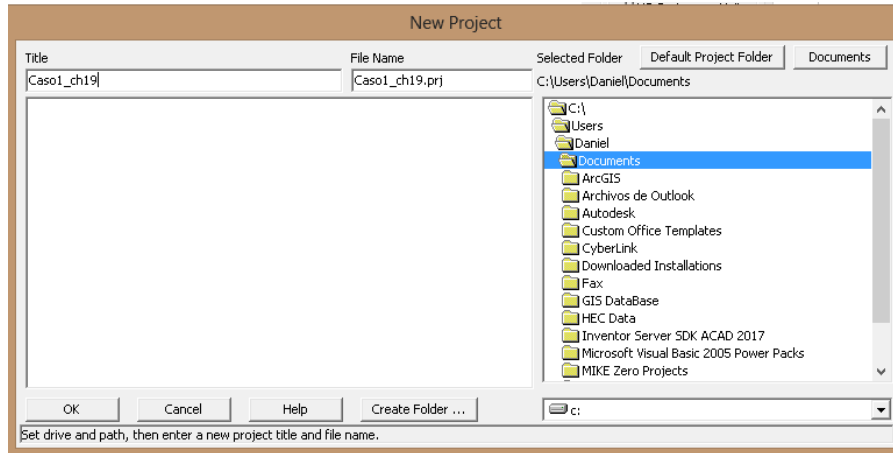 New Project
Title
File Name
Selected Folder
Default Project Folder
Documents
Caso1_ch19
Caso1_ch19.prj
C:\Users\Daniel\Documents
C:\
Users
Daniel
Documents
ArcGIS
Archivos de Outlook
Autodesk
Custom Office Templates
CyberLink
Downloaded Installations
Fax
GIS DataBase
HEC Data
Inventor Server SDK ACAD 2017
Microsoft Visual Basic 2005 Power Packs
MIKE Zero Projects
OK
Cancel
Help
Create Folder ...
c:
Set drive and path, then enter a new project title and file name.